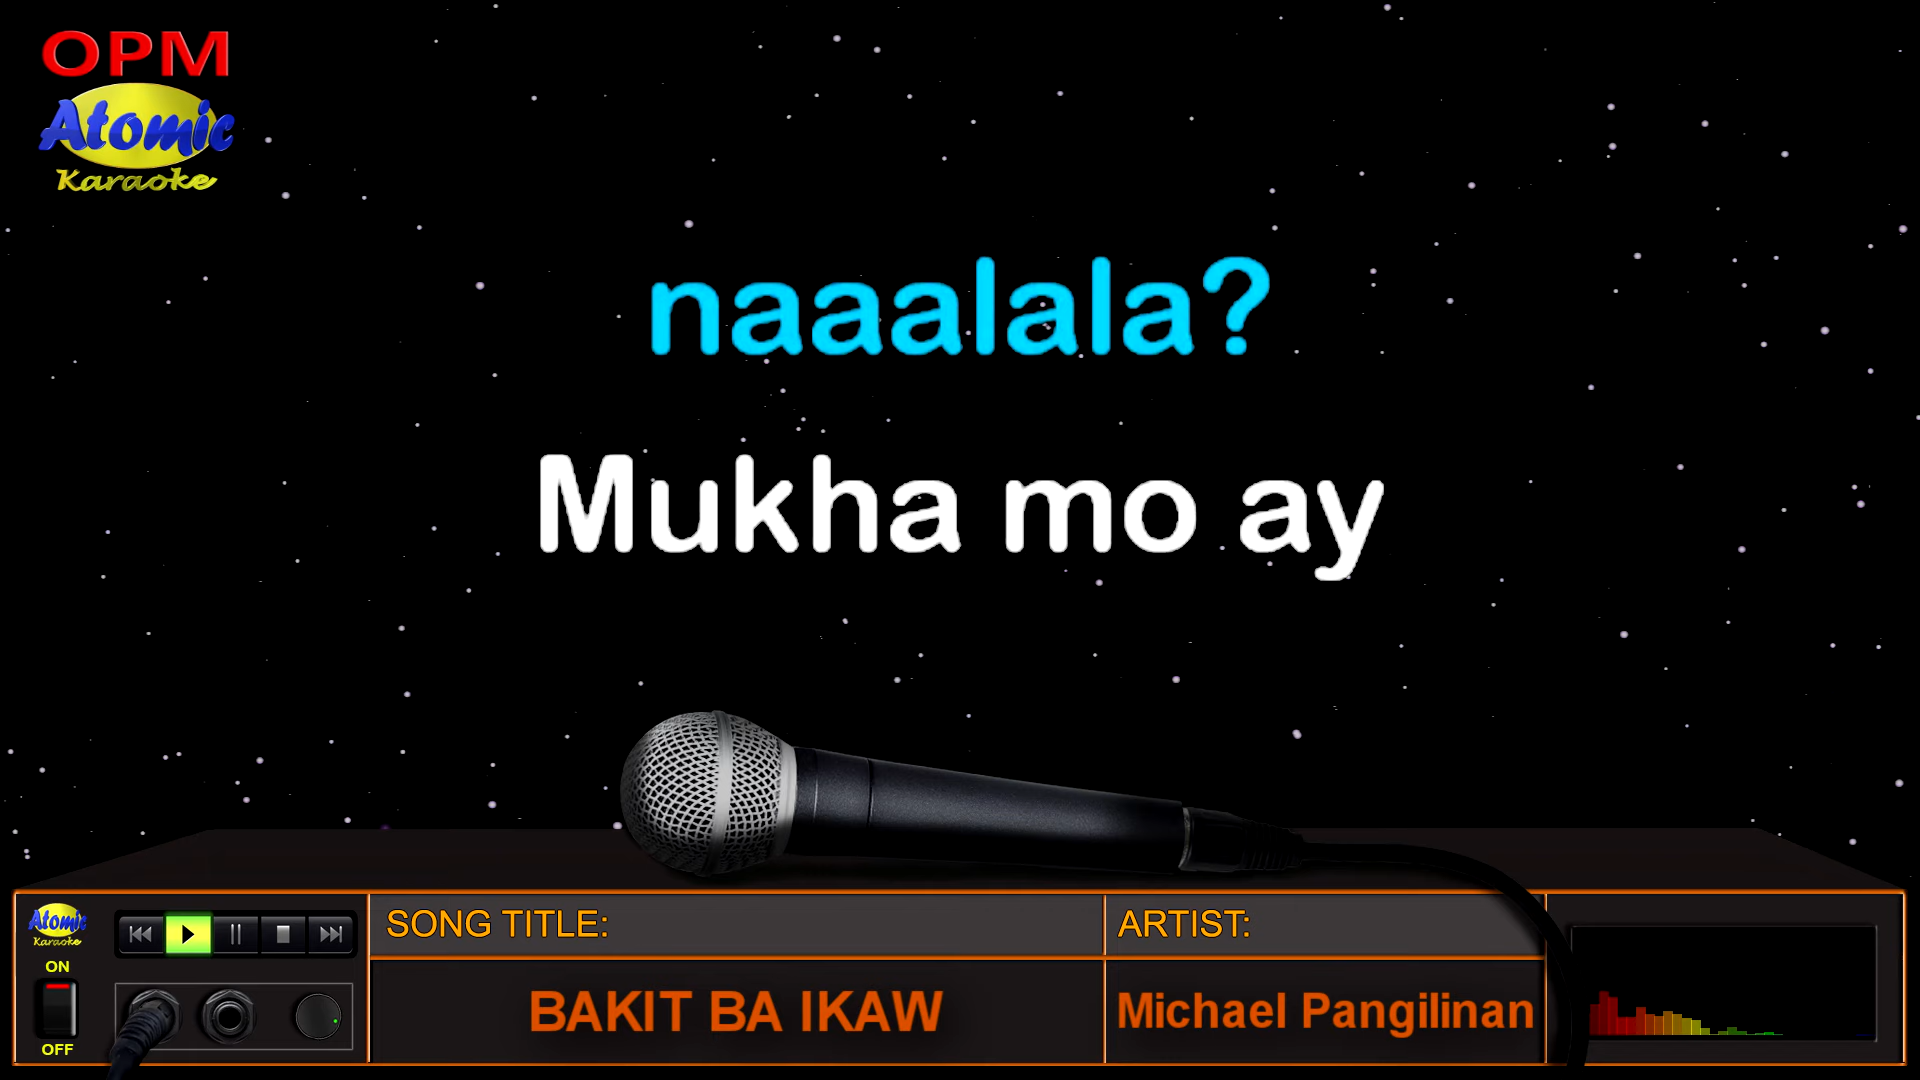 OPM
Atomic
Karaoke
naaalala?
Mukha mo ay
Atomic
Karaoke
ON
OFF
SONG TITLE:
BAKIT BA IKAW
ARTIST:
Michael Pangilinan